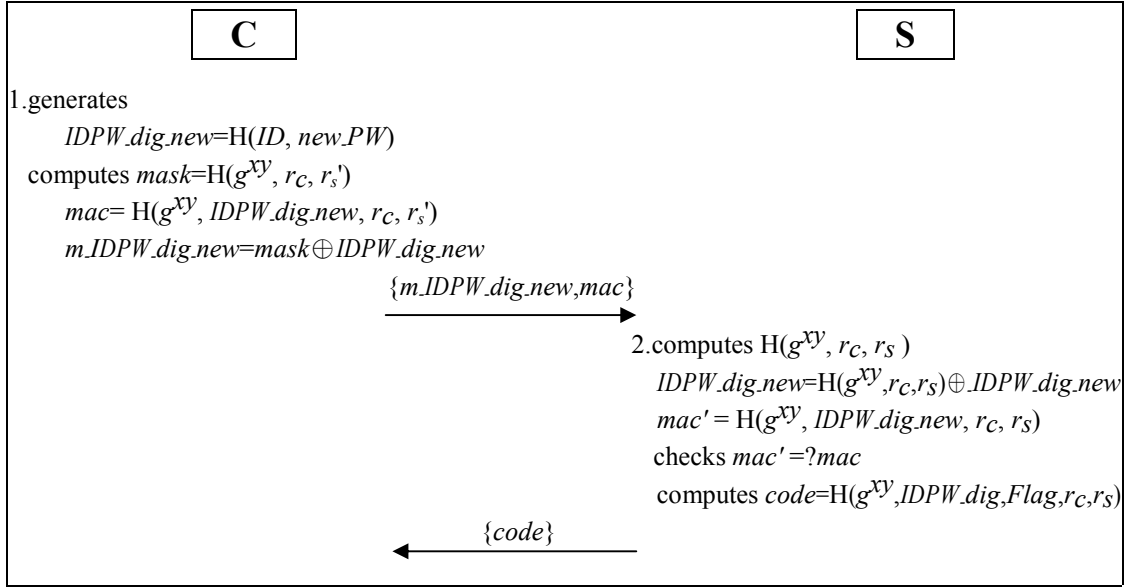 C
S
1.generates
IDPW_dig_new=H(ID, new_PW)
computes mask=H(g^xy, r_C, r_s')
mac= H(g^xy, IDPW_dig_new, r_C, r_s')
m_IDPW_dig_new=mask⊕IDPW_dig_new
{m_IDPW_dig_new,mac}
2.computes H(g^xy, r_C, r_S )
IDPW_dig_new=H(g^xy,r_C,r_S)⊕_IDPW_dig_new
mac' = H(g^xy, IDPW_dig_new, r_C, r_S)
checks mac' =?mac
computes code=H(g^xy,IDPW_dig,Flag,r_C,r_S)
{code}